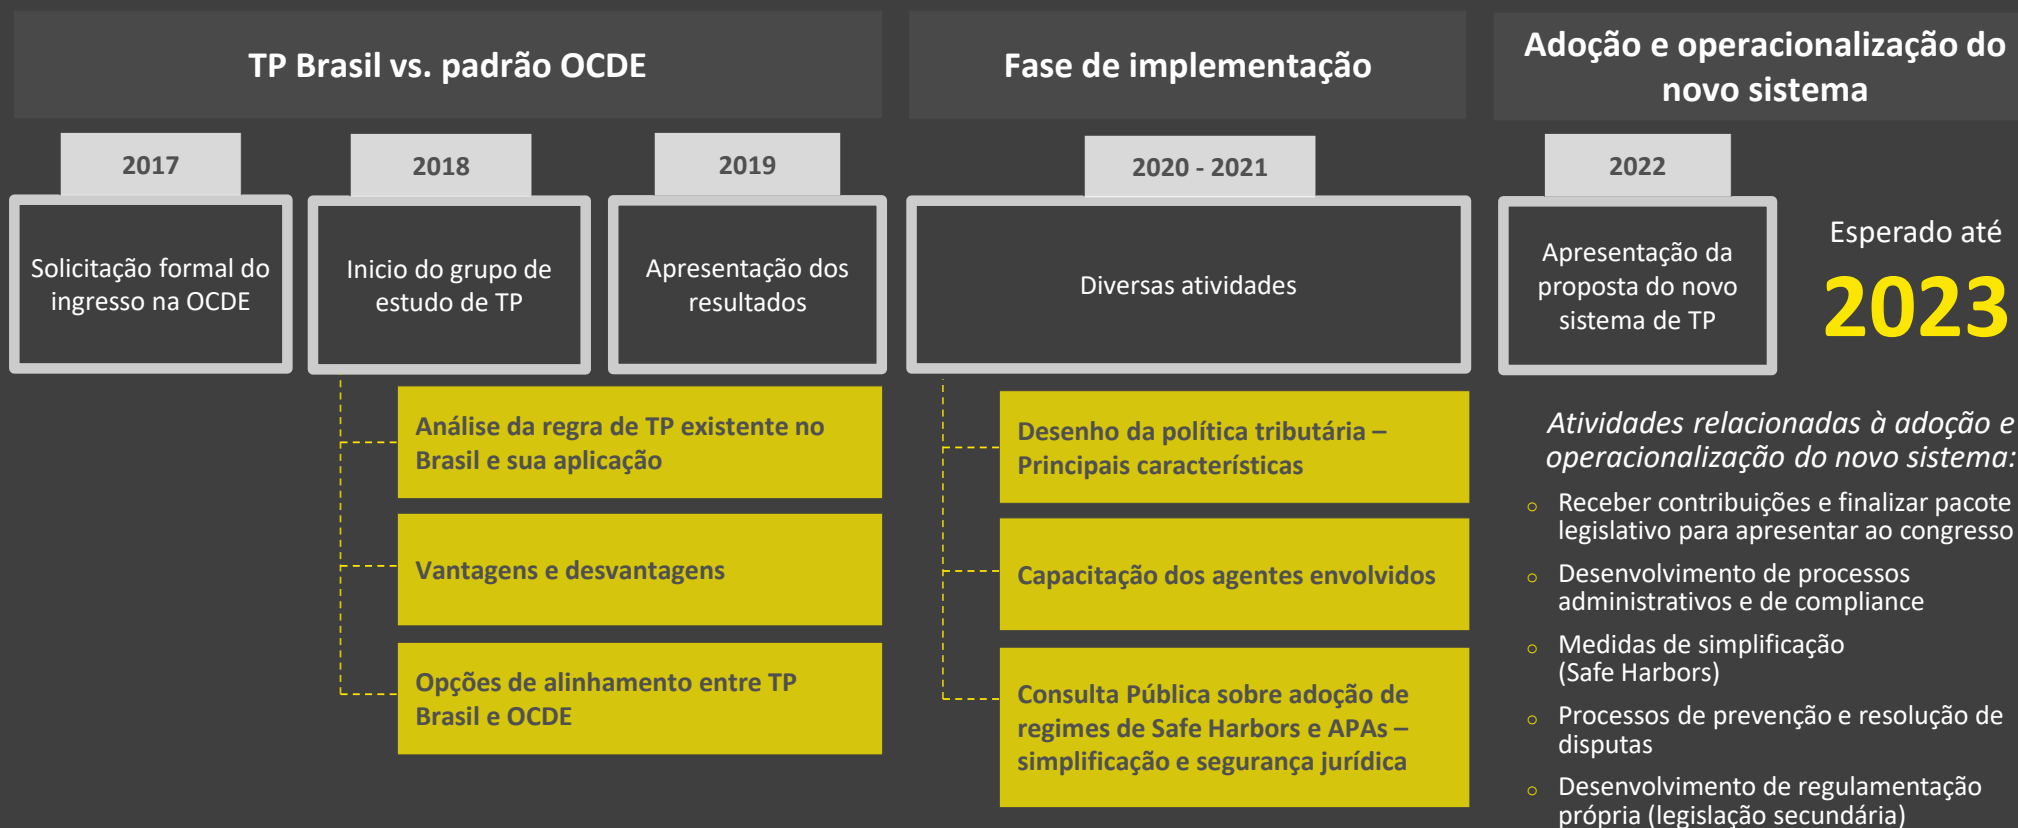 TP Brasil vs. padrão OCDE
2017
Solicitação formal do
ingresso na OCDE
2018
Inicio do grupo de
estudo de TP
2019
Apresentação dos
resultados
Análise da regra de TP existente no
Brasil e sua aplicação
Vantagens e desvantagens
Opções de alinhamento entre TP
Brasil e OCDE
Fase de implementação
2020 - 2021
Diversas atividades
Desenho da política tributária –
Principais características
Capacitação dos agentes envolvidos
Consulta Pública sobre adoção de
regimes de Safe Harbors e APAs –
simplificação e segurança jurídica
Adoção e operacionalização do
novo sistema
2022
Apresentação da
proposta do novo
sistema de TP
Esperado até
2023
Atividades relacionadas à adoção e
operacionalização do novo sistema:
Receber contribuições e finalizar pacote
legislativo para apresentar ao congresso
Desenvolvimento de processos
administrativos e de compliance
Medidas de simplificação
(Safe Harbors)
Processos de prevenção e resolução de
disputas
Desenvolvimento de regulamentação
própria (legislação secundária)